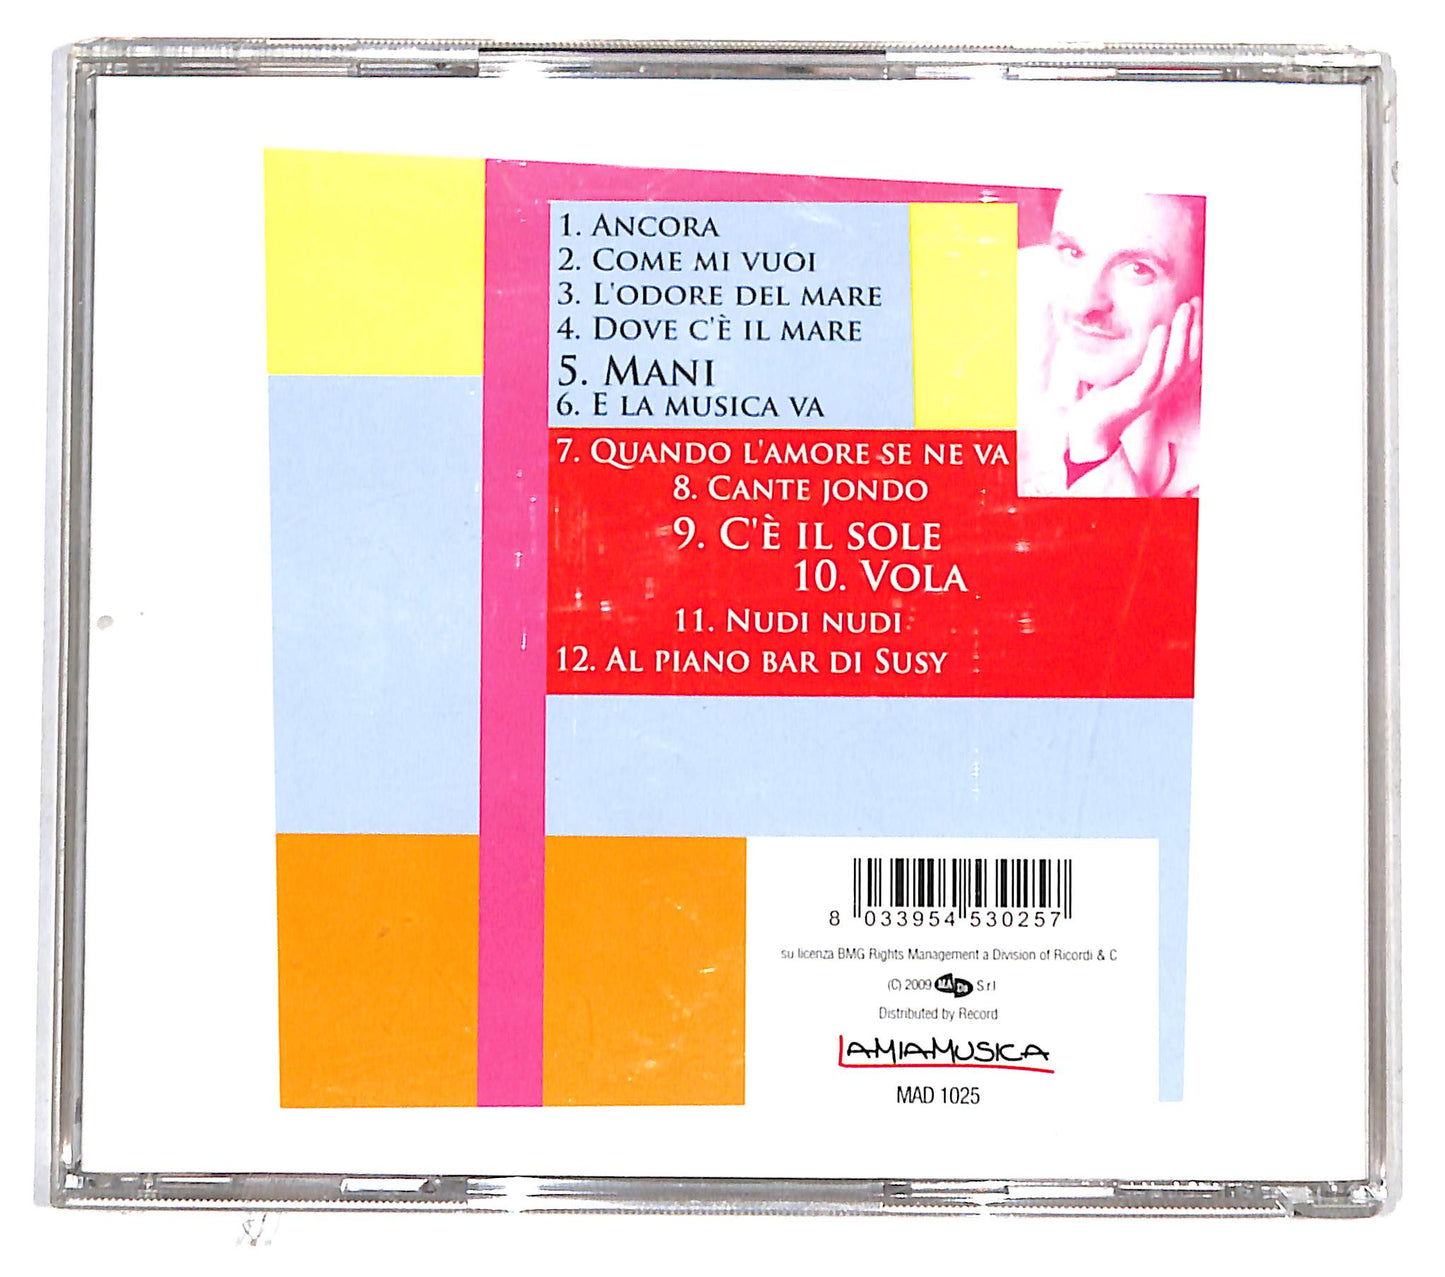 1. ANCORA
2. COME MI VUOI
3. L'ODORE DEL MARE
4. DOVE C'È IL MARE
5. MANI
6. E LA MUSICA VA
7. QUANDO L'AMORE SE NE VA
8. CANTE JONDO
9. C'È IL SOLE
10. VOLA
11. NUDI NUDI
12. AL PIANO BAR DI SUSY
8 033954 530257
su licenza BMG Rights Management a Division of Ricordi & C
(C) 2009 S.r.l
Distributed by Record
LAMIAMUSICA
MAD 1025